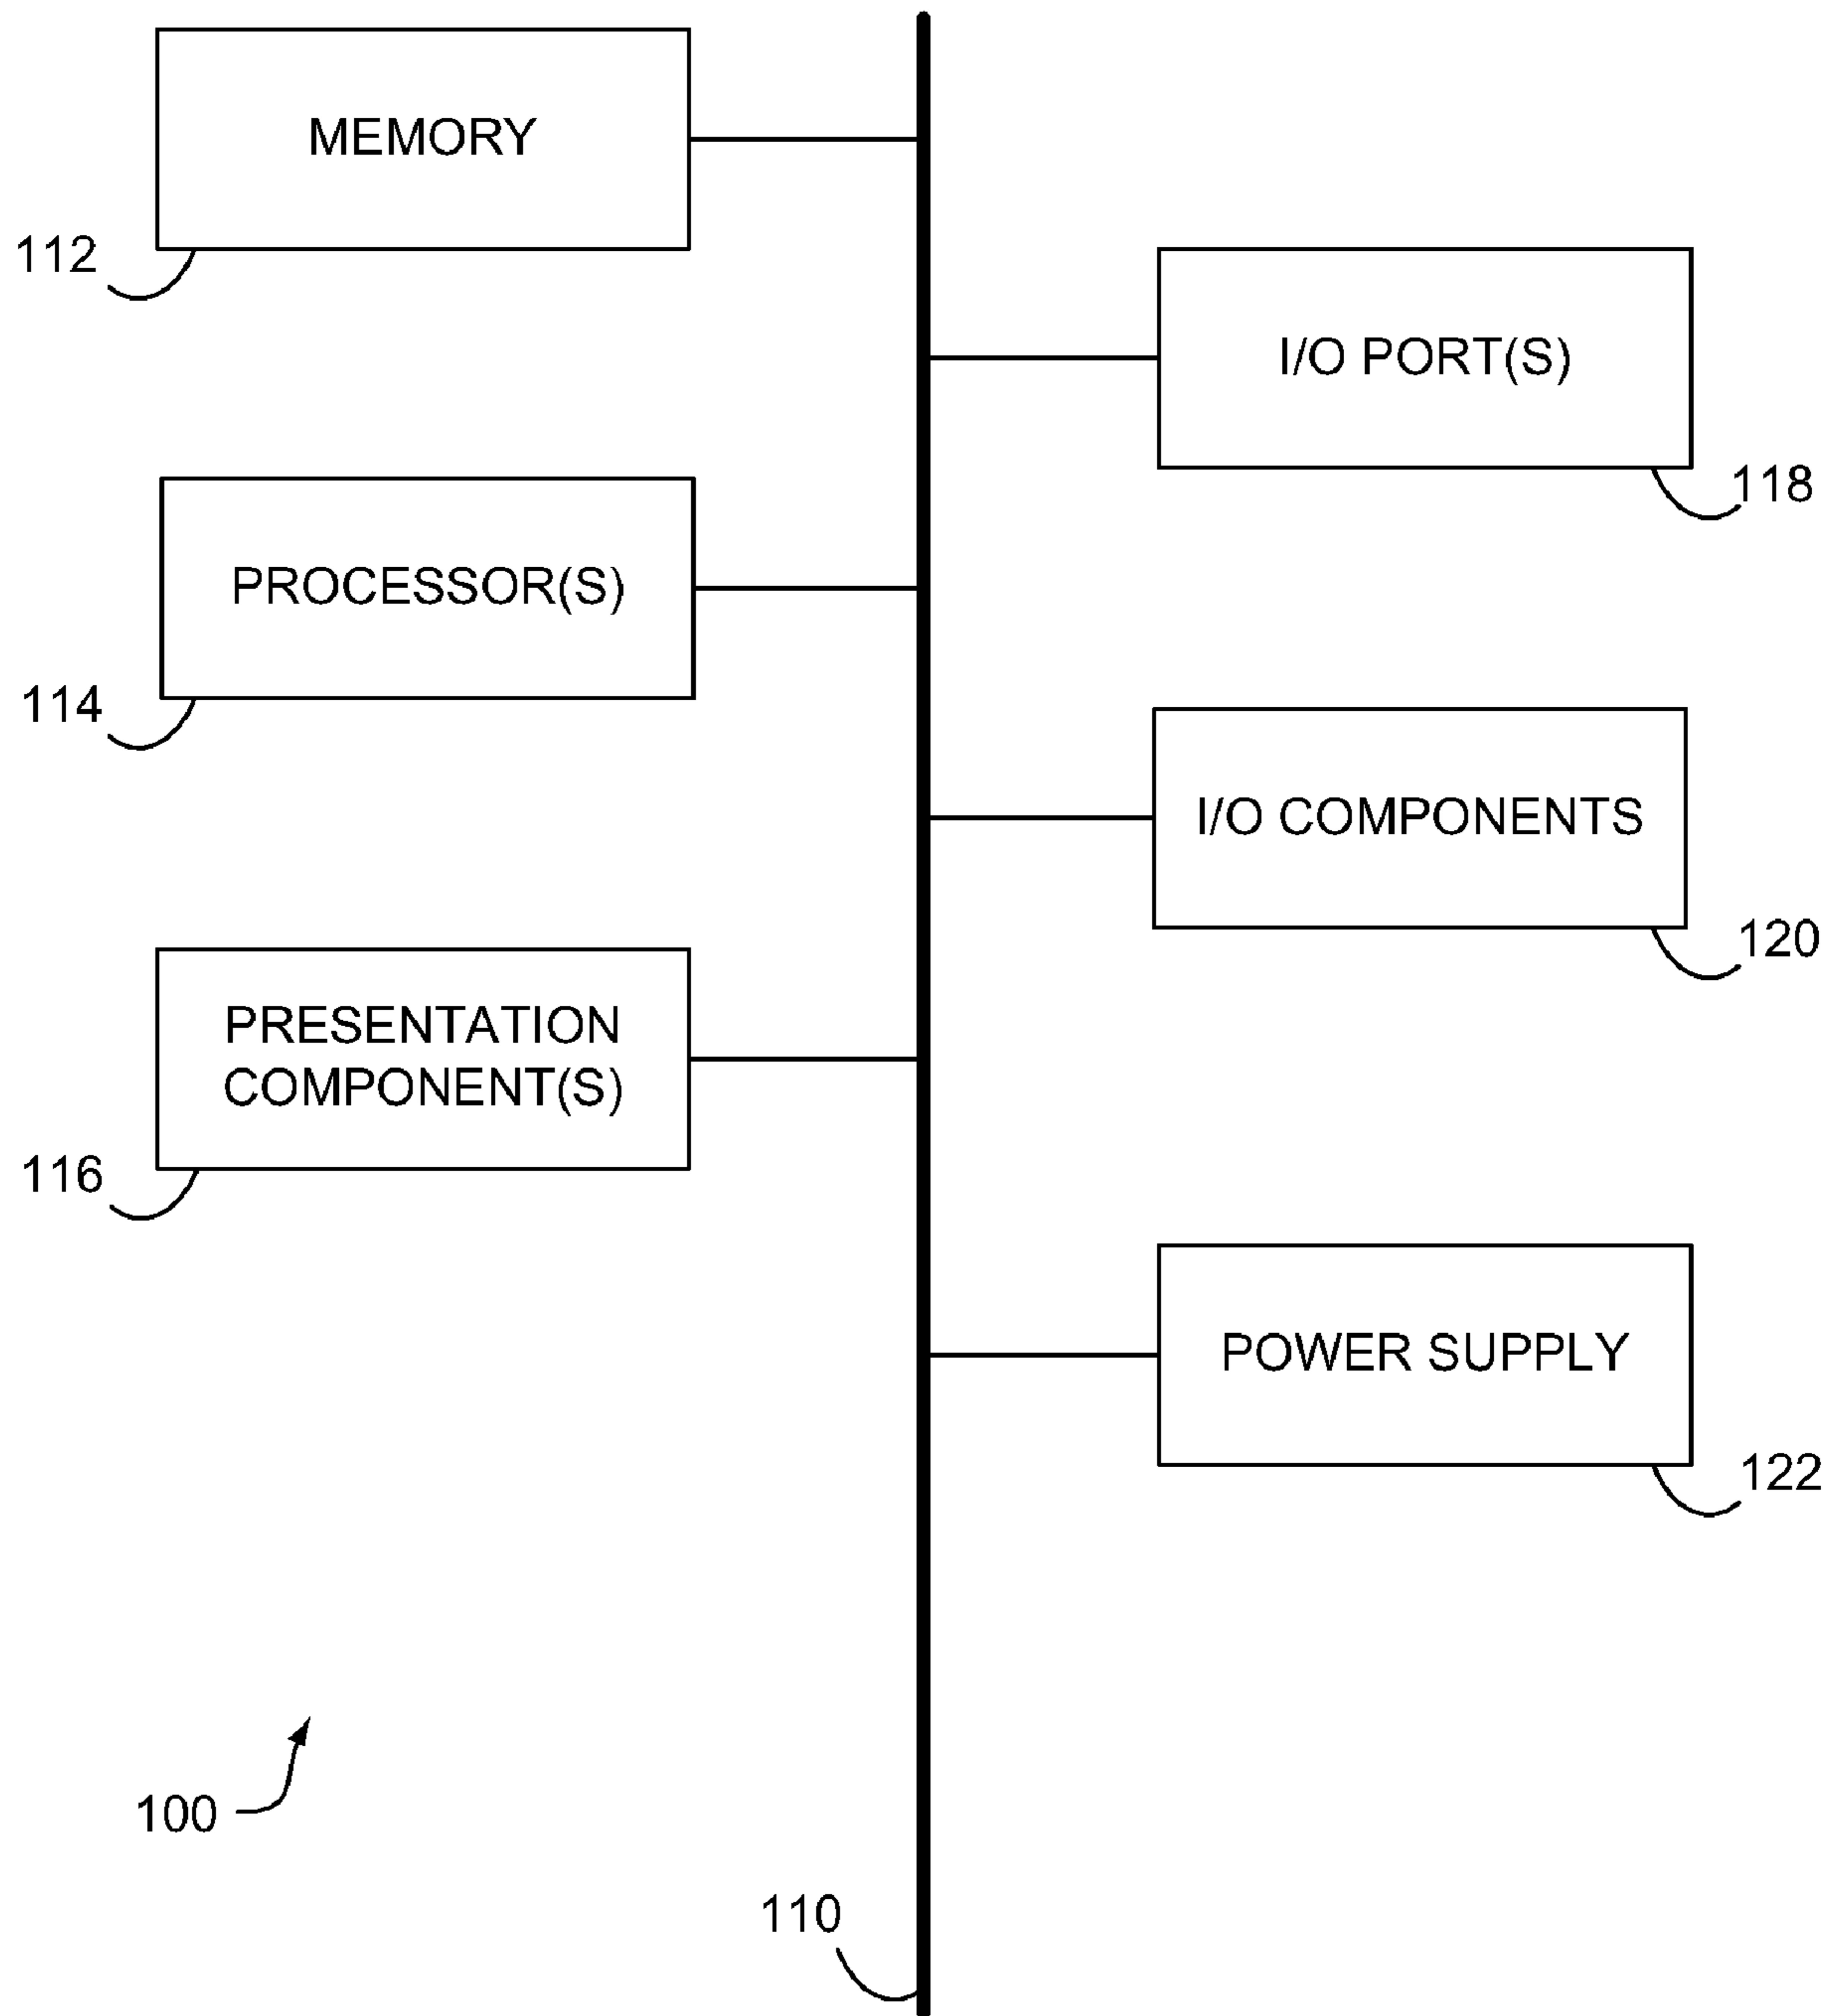 MEMORY
112
I/O PORT(S)
118
PROCESSOR(S)
114
I/O COMPONENTS
120
PRESENTATION
COMPONENT(S)
116
POWER SUPPLY
122
100
110